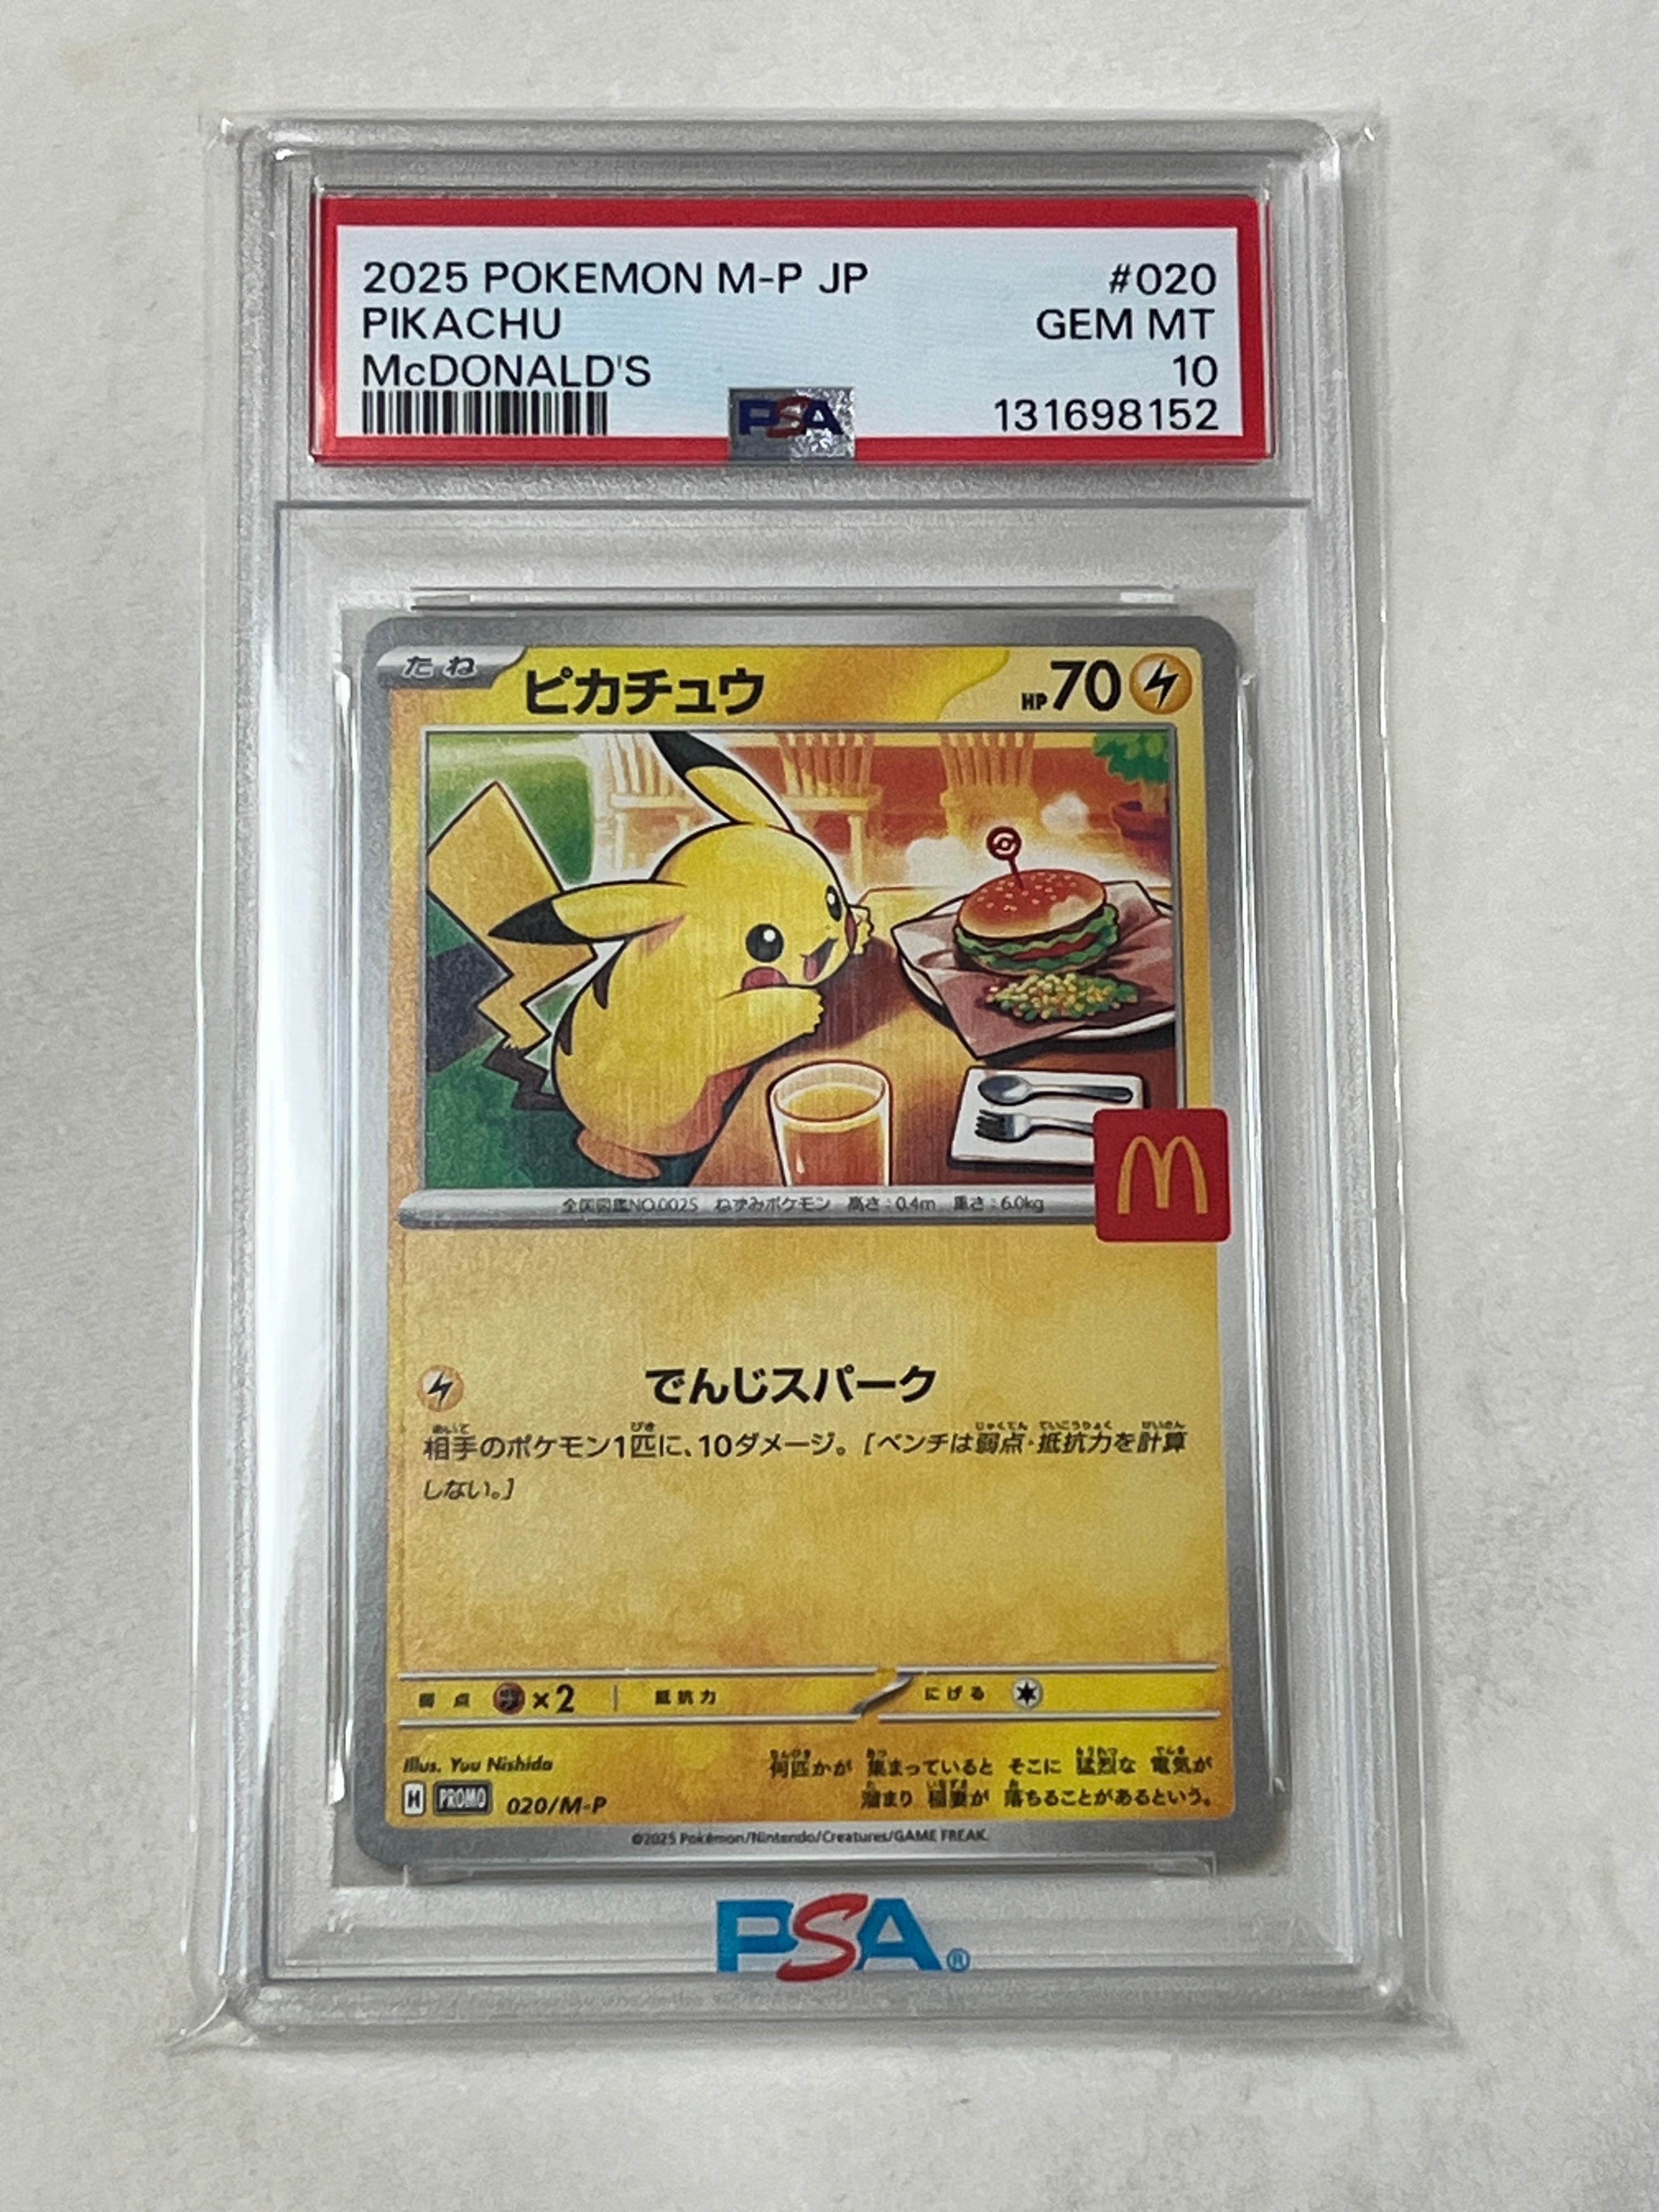 2025 POKEMON M-P JP #020
PIKACHU GEM MT
McDONALD'S 10
PSA 131698152
たね ピカチュウ HP 70
全国図鑑NO.0025 ねずみポケモン 高さ:0.4m 重さ:6.0kg
でんじスパーク
相手のポケモン1匹に、10ダメージ。[ベンチは弱点・抵抗力を計算
しない。]
弱点 ×2 抵抗力 にげる
Illus. Yuu Nishida
何匹かが 集まっていると そこに 猛烈な 電気が
H PROMO 020/M-P
溜まり 稲妻が 落ちることがあるという。
©2025 Pokémon/Nintendo/Creatures/GAME FREAK.
PSA®